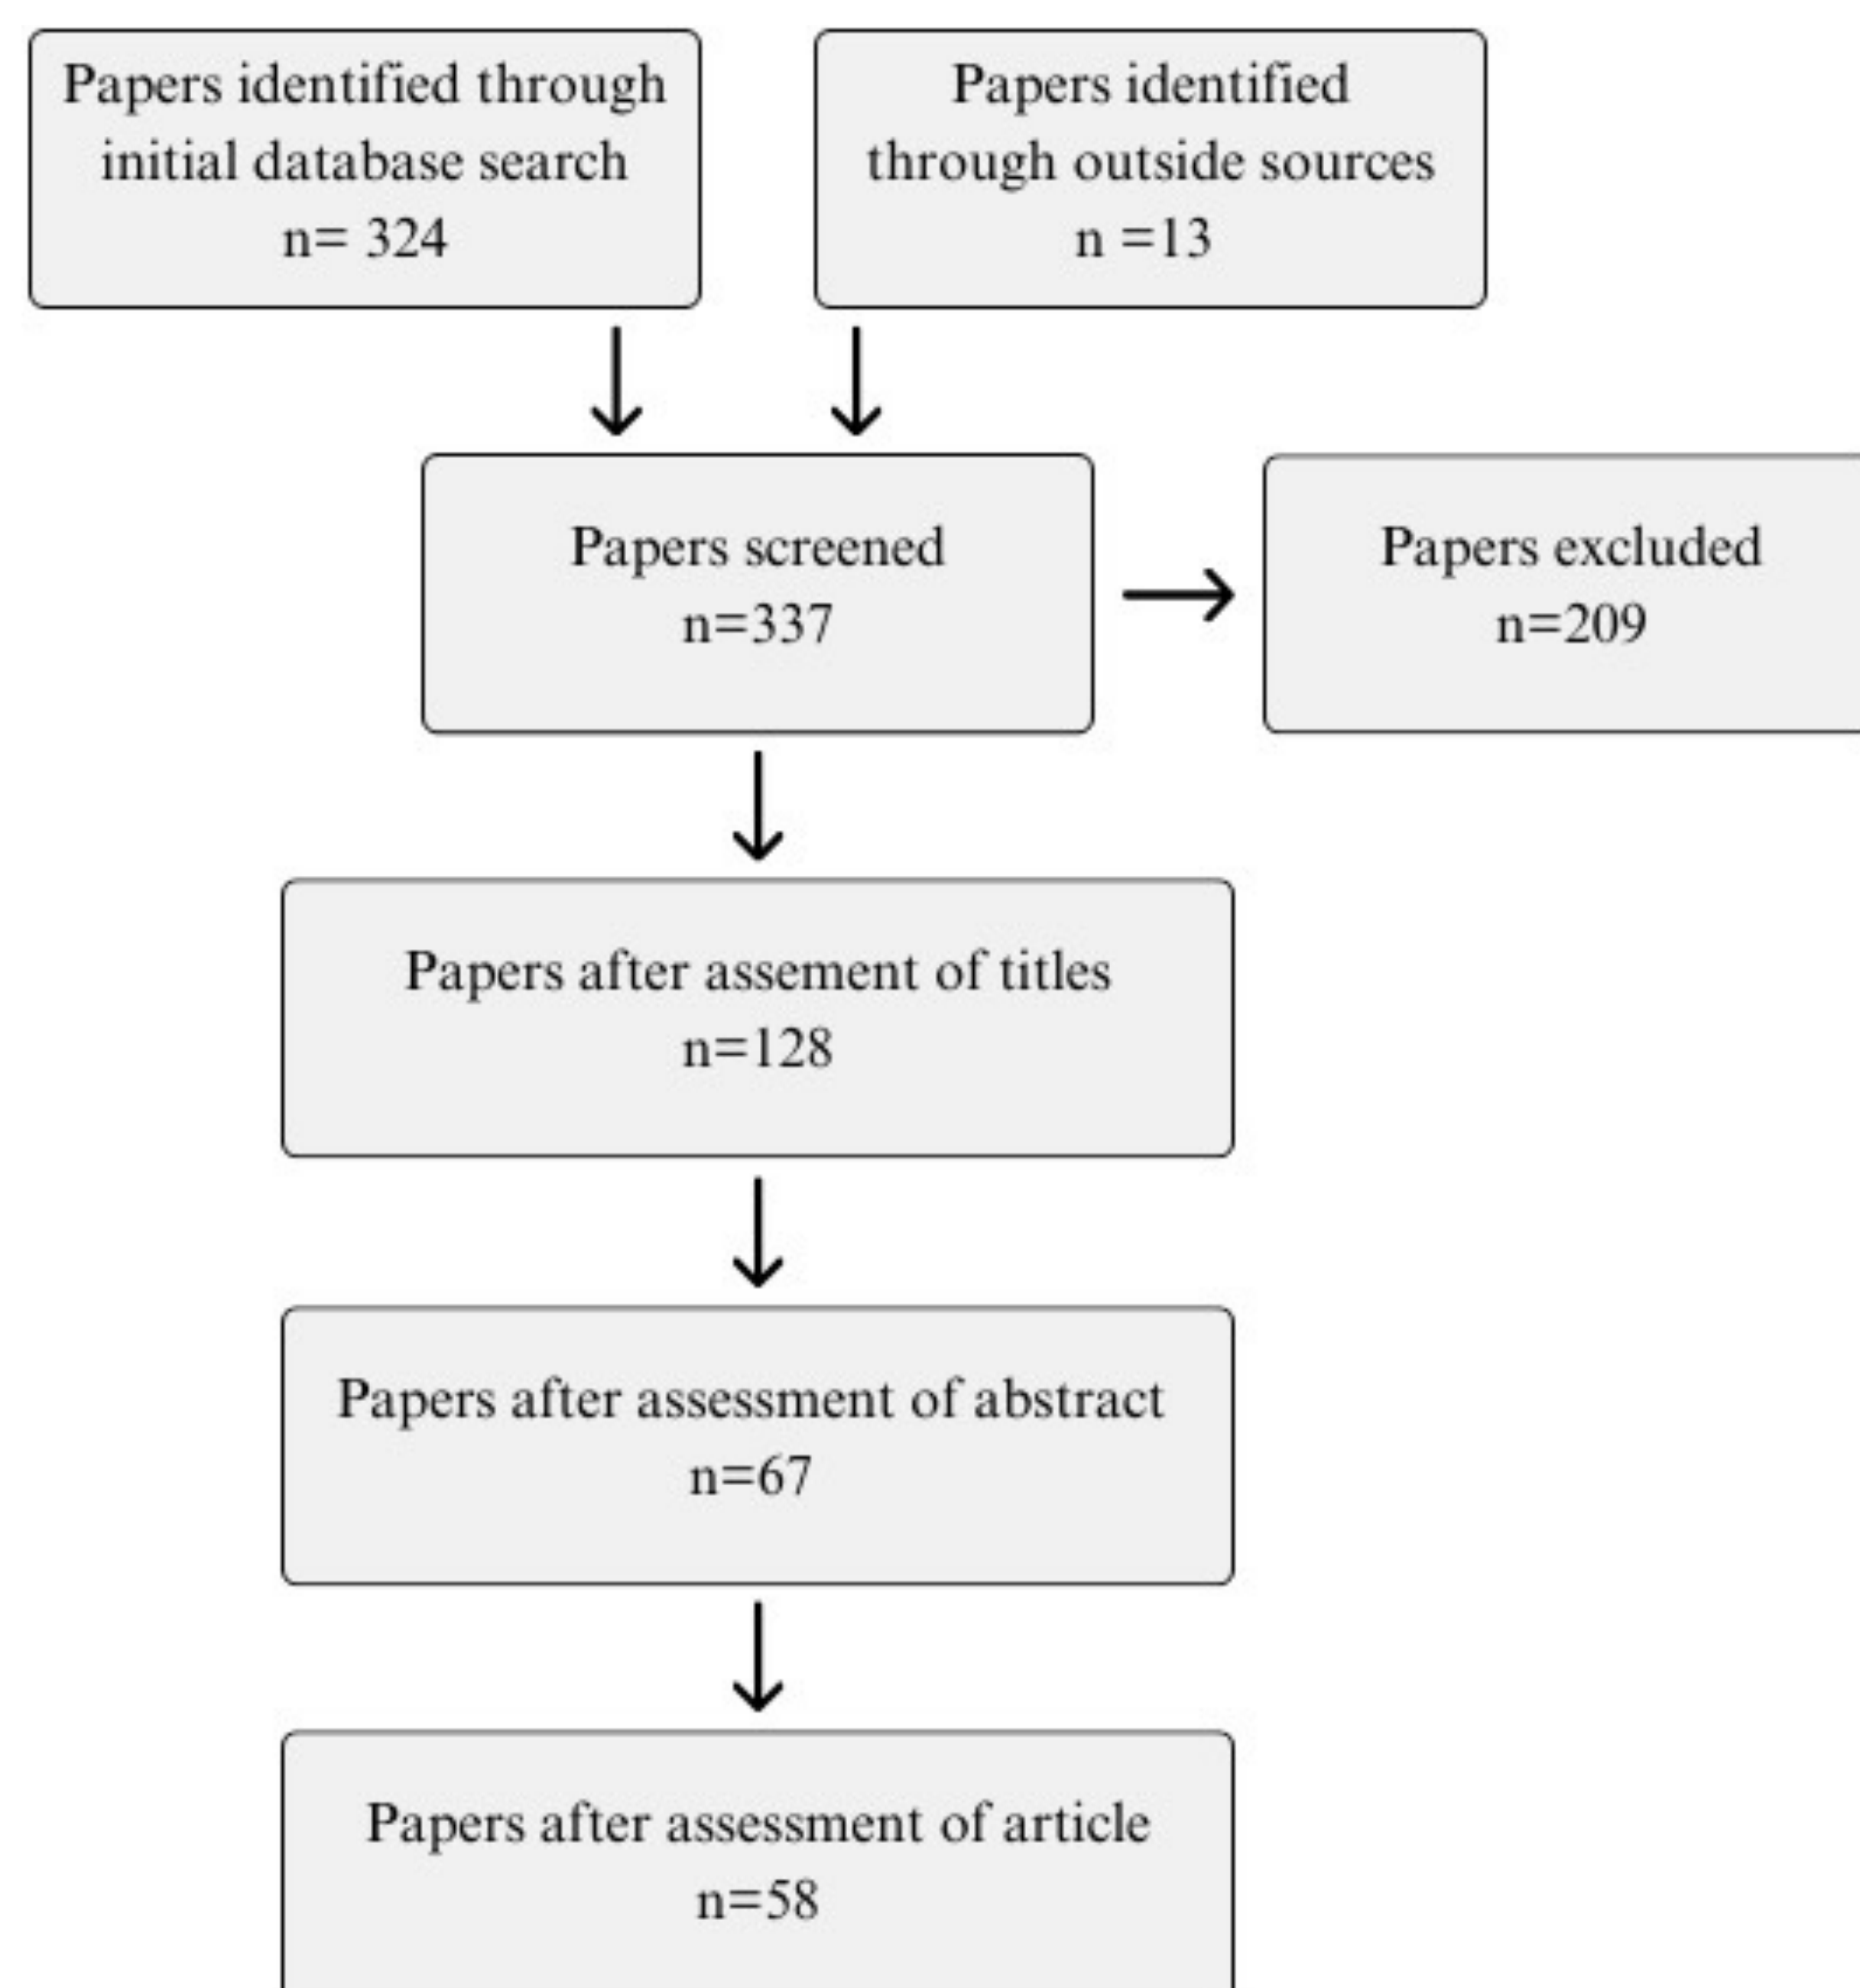 Papers identified through
initial database search
n= 324
Papers identified
through outside sources
n =13
Papers screened
n=337
Papers excluded
n=209
Papers after assement of titles
n=128
Papers after assessment of abstract
n=67
Papers after assessment of article
n=58